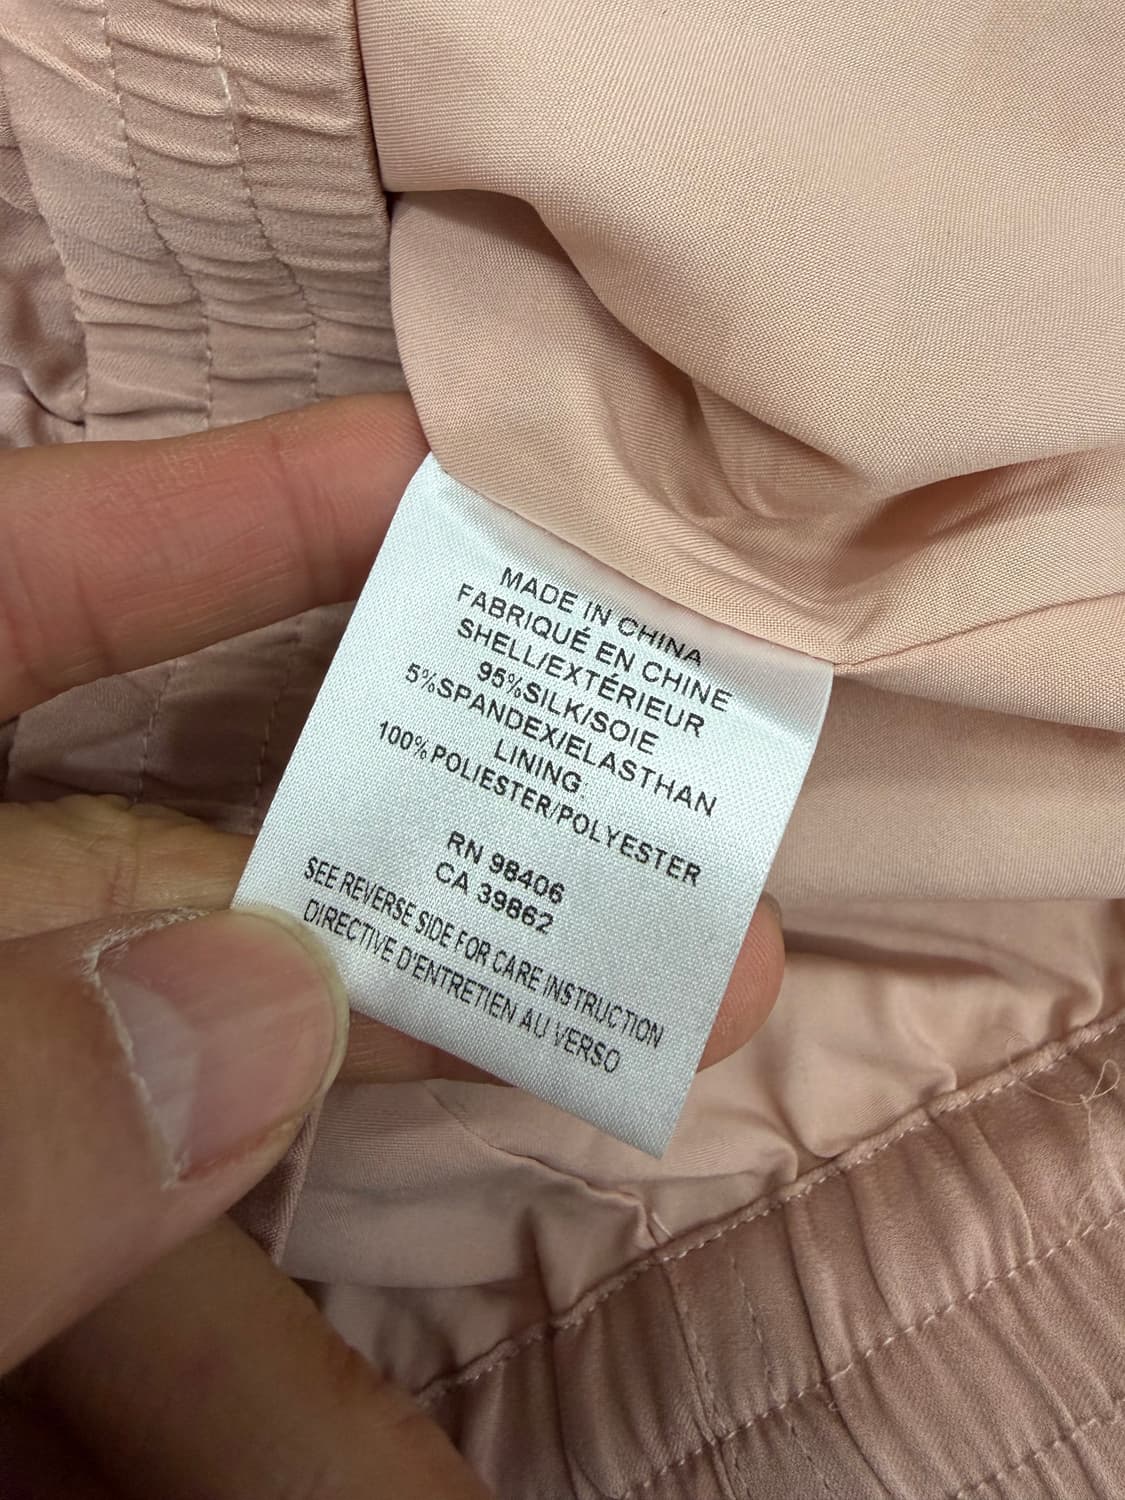 MADE IN CHINA
FABRIQUÉ EN CHINE
SHELL/EXTÉRIEUR
95%SILK/SOIE
5%SPANDEX/ELASTHAN
LINING
100%POLIESTER/POLYESTER
RN 98406
CA 39862
SEE REVERSE SIDE FOR CARE INSTRUCTION
DIRECTIVE D'ENTRETIEN AU VERSO